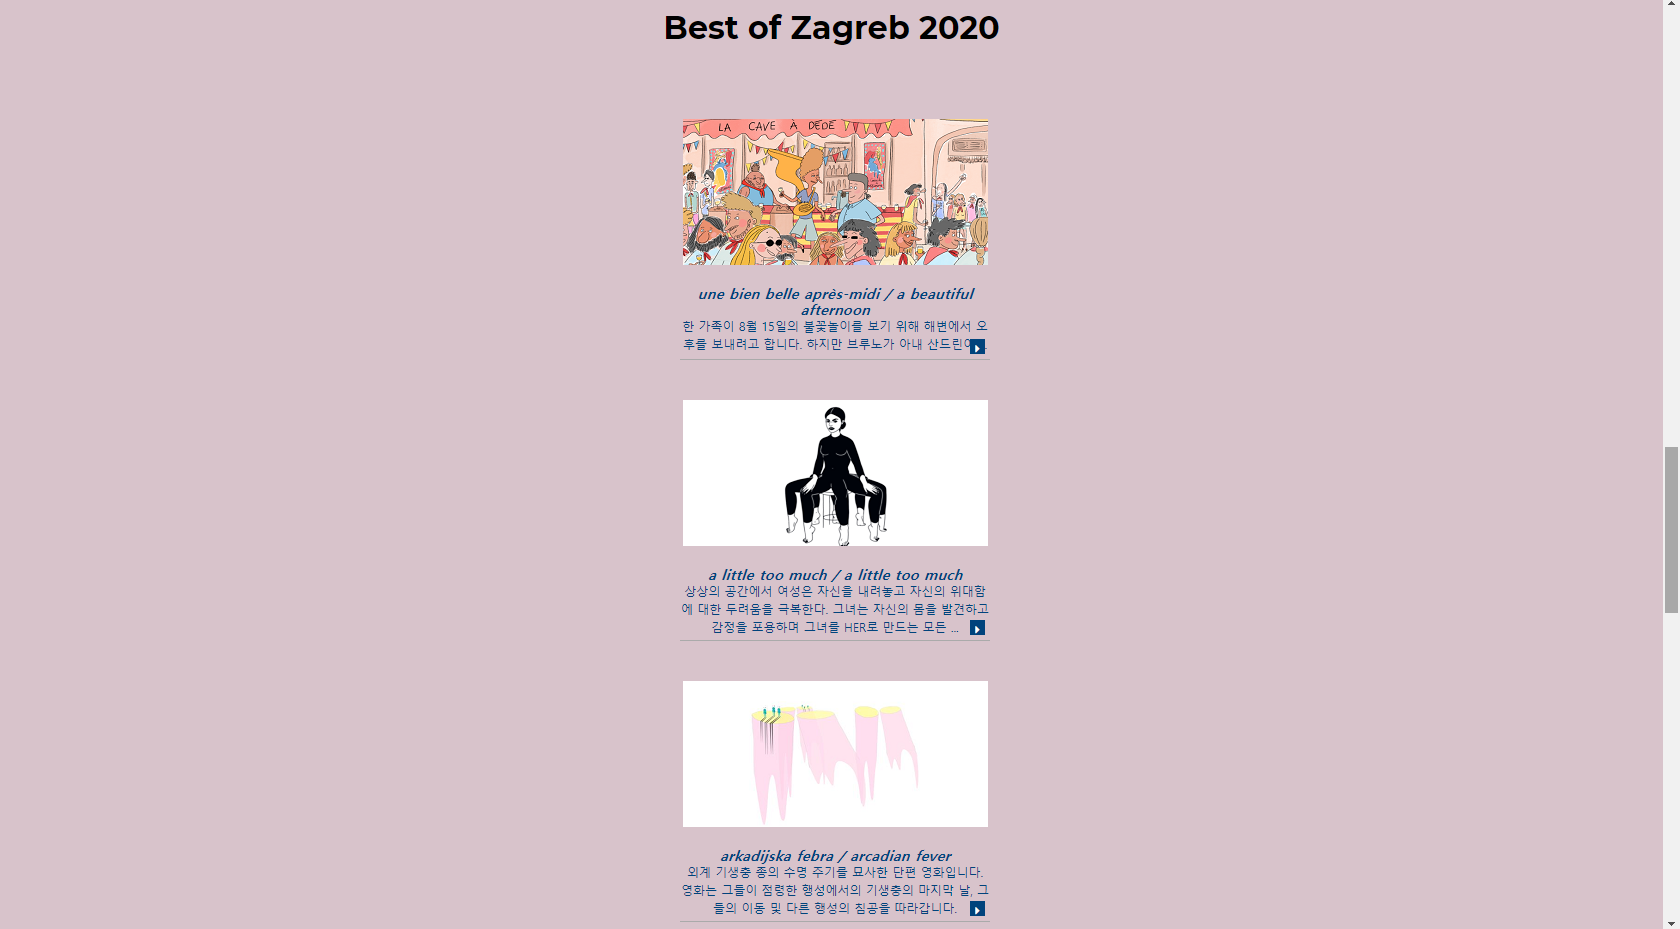 Best of Zagreb 2020
LA CAVE À DÉDÉ
une bien belle après-midi / a beautiful
afternoon
한 가족이 8월 15일의 불꽃놀이를 보기 위해 해변에서 오
후를 보내려고 합니다. 하지만 브루노가 아내
a little too much / a little too much
상상의 공간에서 여성은 자신을 내려놓고 자신의 위대함
에 대한 두려움을 극복한다. 그녀는 자신의 몸을 발견하고
감정을 포용하며 그녀를 HER로 만드는 모든 ...
arkadijska febra / arcadian fever
외계 기생충 종의 수명 주기를 묘사한 단편 영화입니다.
영화는 그들이 점령한 행성에서의 기생충의 마지막 날, 그
들의 이동 및 다른 행성의 침공을 따라갑니다.